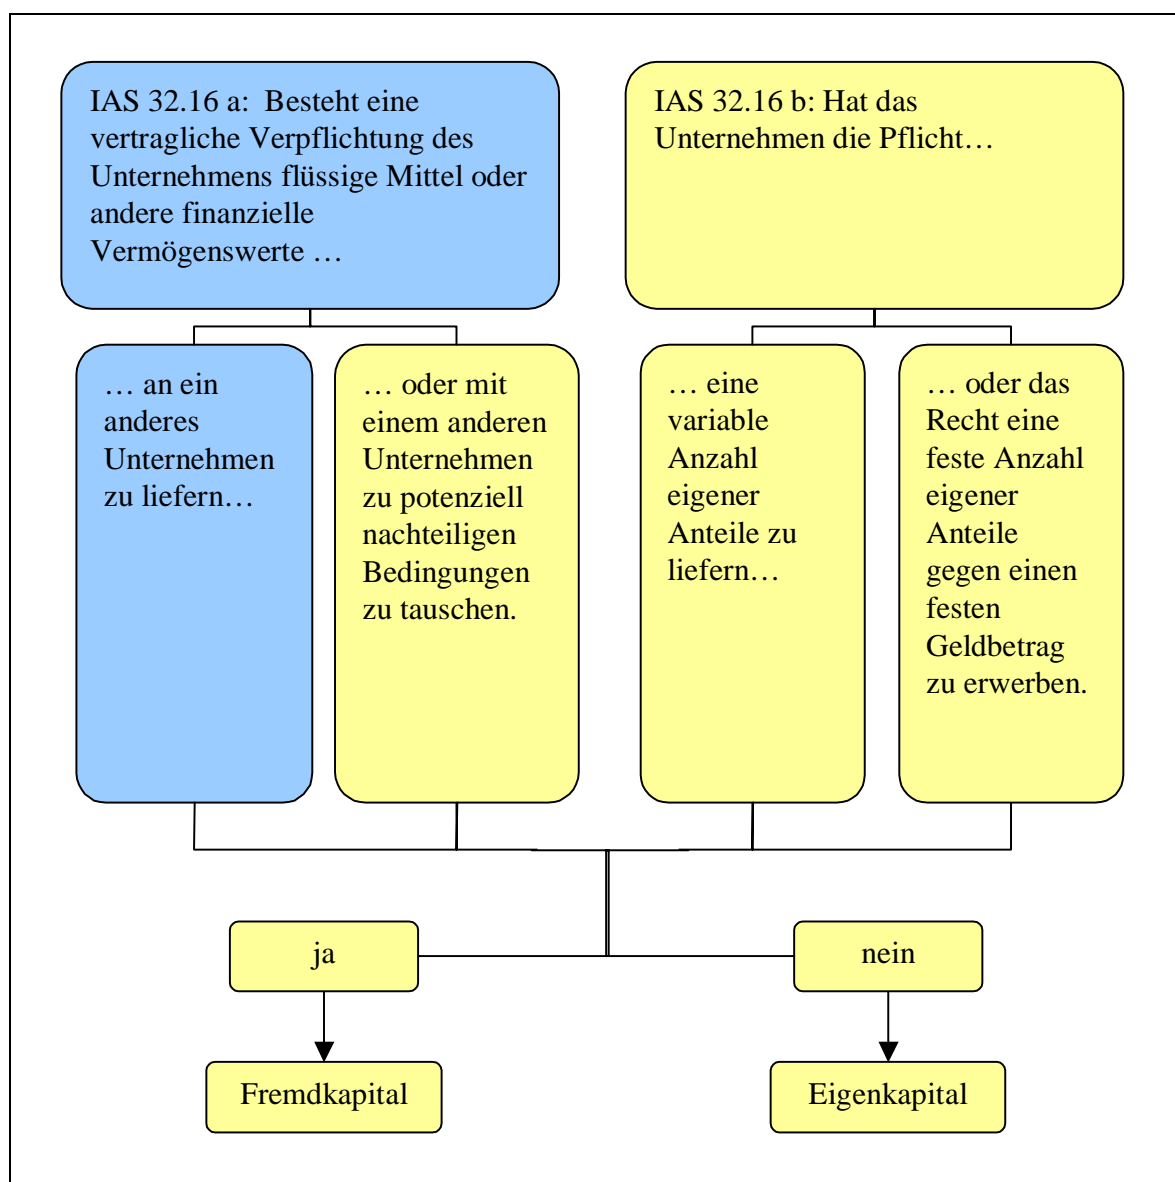 IAS 32.16 a:  Besteht eine
vertragliche Verpflichtung des
Unternehmens flüssige Mittel oder
andere finanzielle
Vermögenswerte …
IAS 32.16 b: Hat das
Unternehmen die Pflicht…
… an ein
anderes
Unternehmen
zu liefern…
… oder mit
einem anderen
Unternehmen
zu potenziell
nachteiligen
Bedingungen
zu tauschen.
… eine
variable
Anzahl
eigener
Anteile zu
liefern…
… oder das
Recht eine
feste Anzahl
eigener
Anteile
gegen einen
festen
Geldbetrag
zu erwerben.
ja
nein
Fremdkapital
Eigenkapital